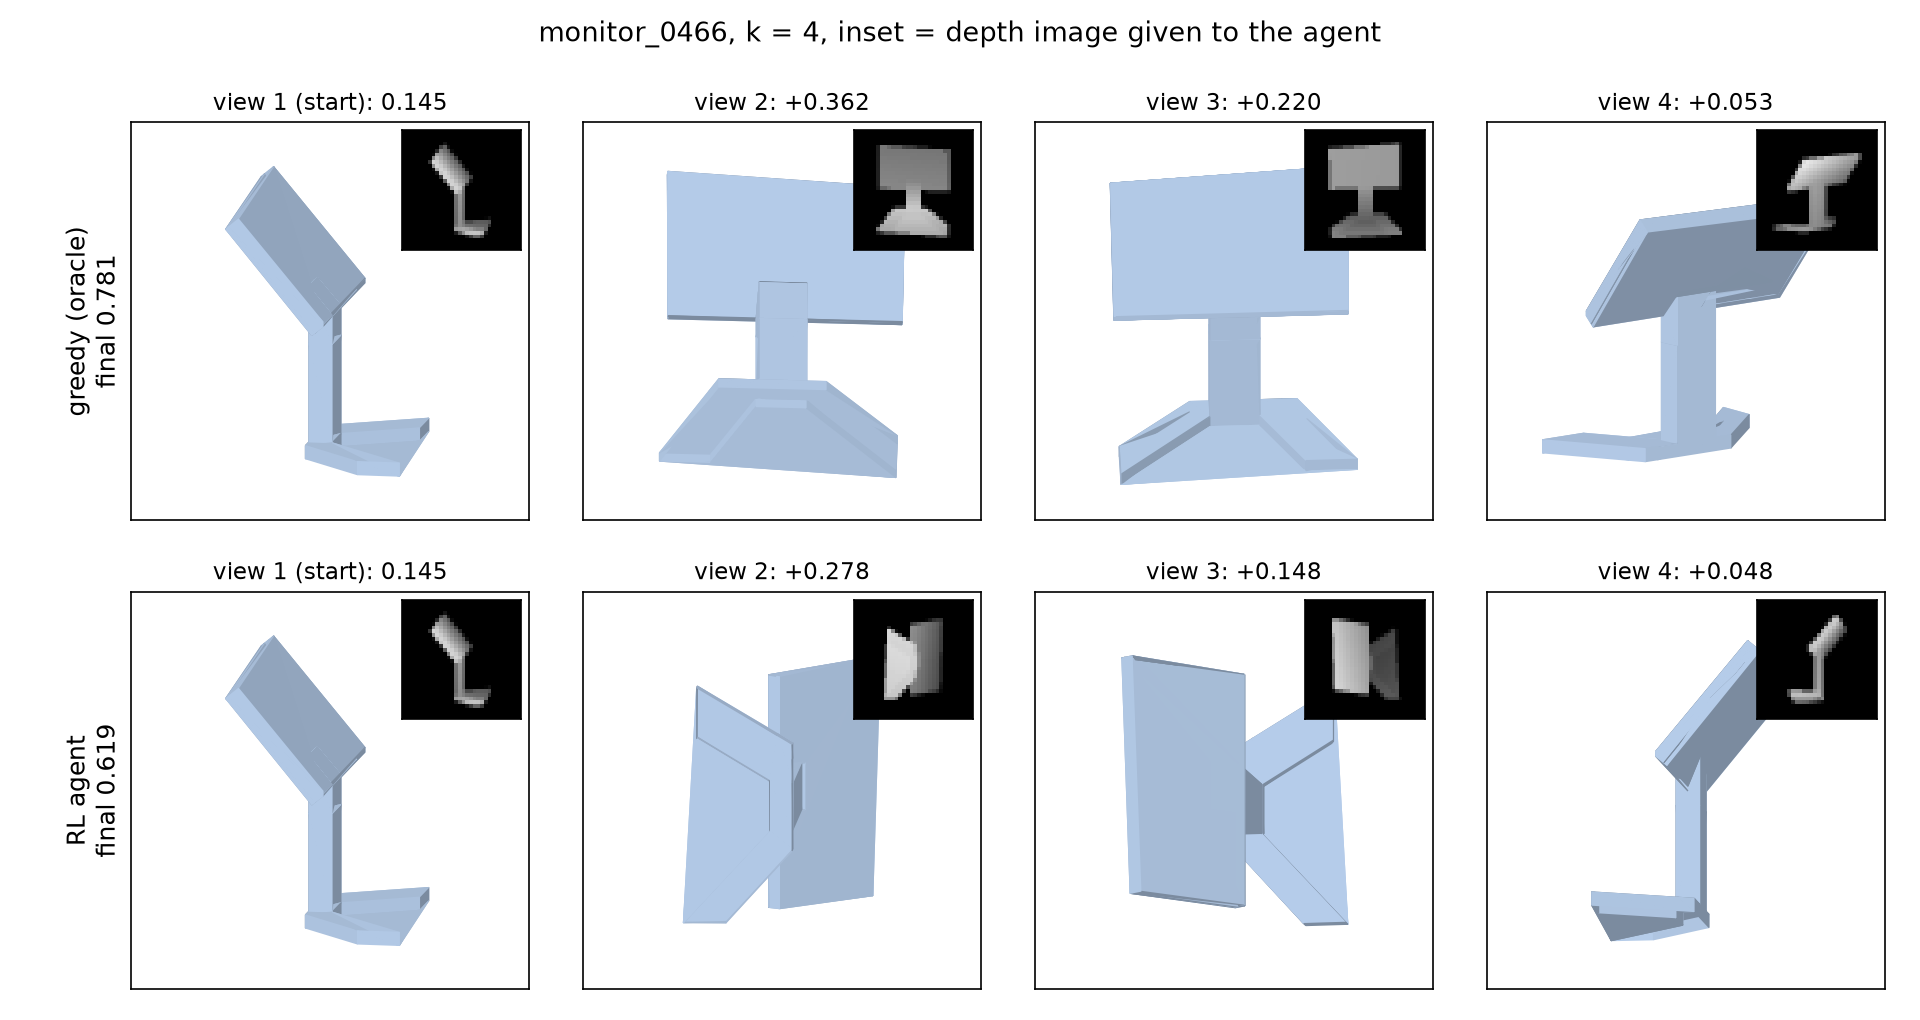 monitor_0466, k = 4, inset = depth image given to the agent
view 1 (start): 0.145
view 2: +0.362
view 3: +0.220
view 4: +0.053
greedy (oracle)
final 0.781
view 1 (start): 0.145
view 2: +0.278
view 3: +0.148
view 4: +0.048
RL agent
final 0.619